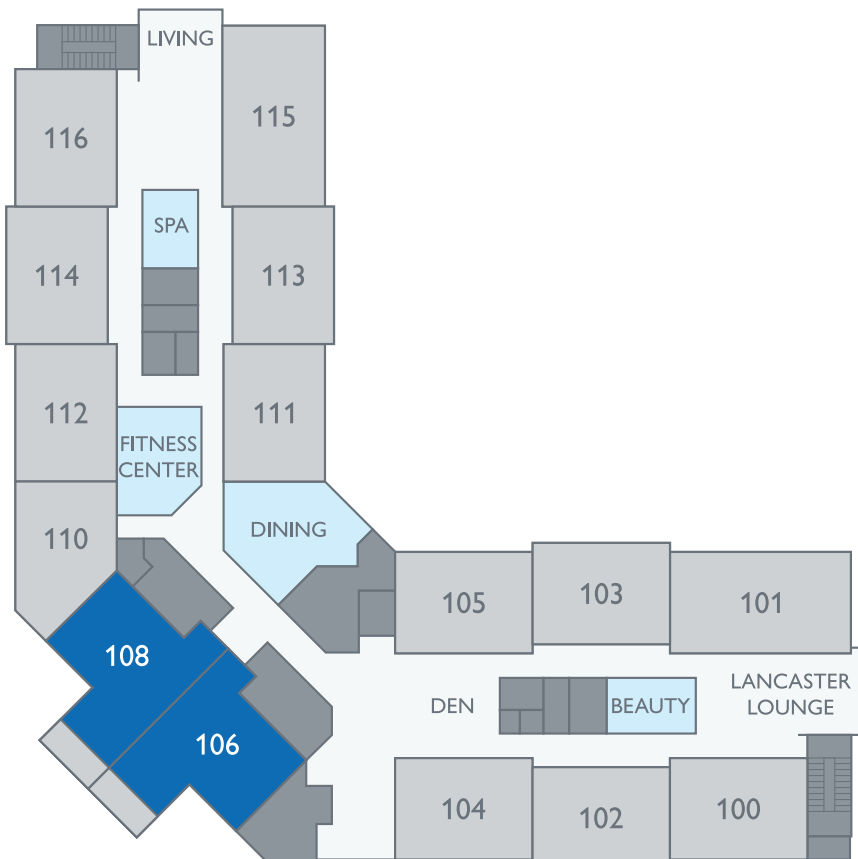 LIVING
115
116
SPA
114
113
112
111
FITNESS
CENTER
DINING
110
105
103
101
108
LANCASTER
LOUNGE
DEN
BEAUTY
106
104
102
100